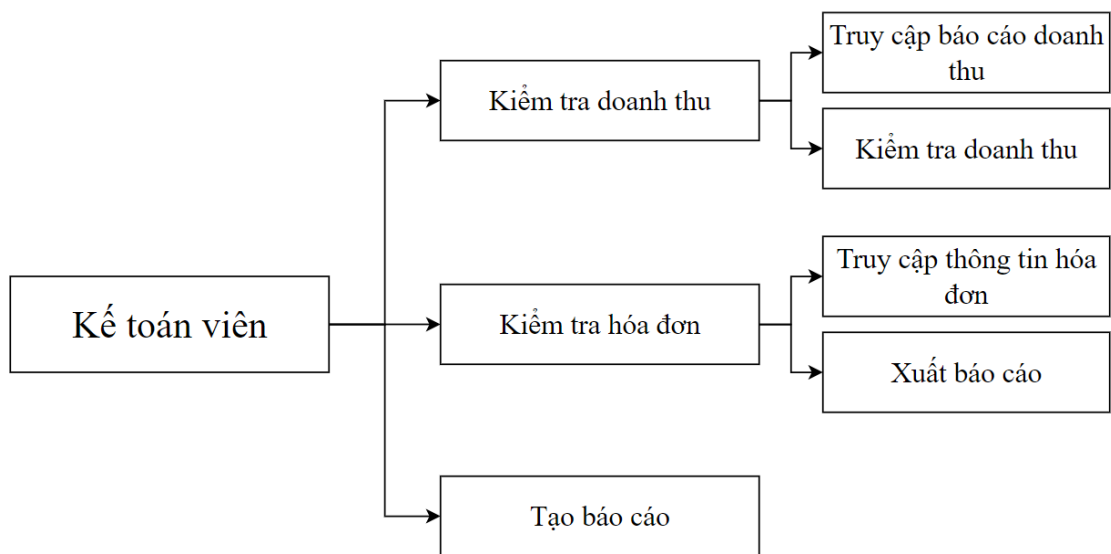 Truy cập báo cáo doanh
thu
Kiểm tra doanh thu
Kiểm tra doanh thu
Truy cập thông tin hóa
đơn
Kế toán viên
Kiểm tra hóa đơn
Xuất báo cáo
Tạo báo cáo